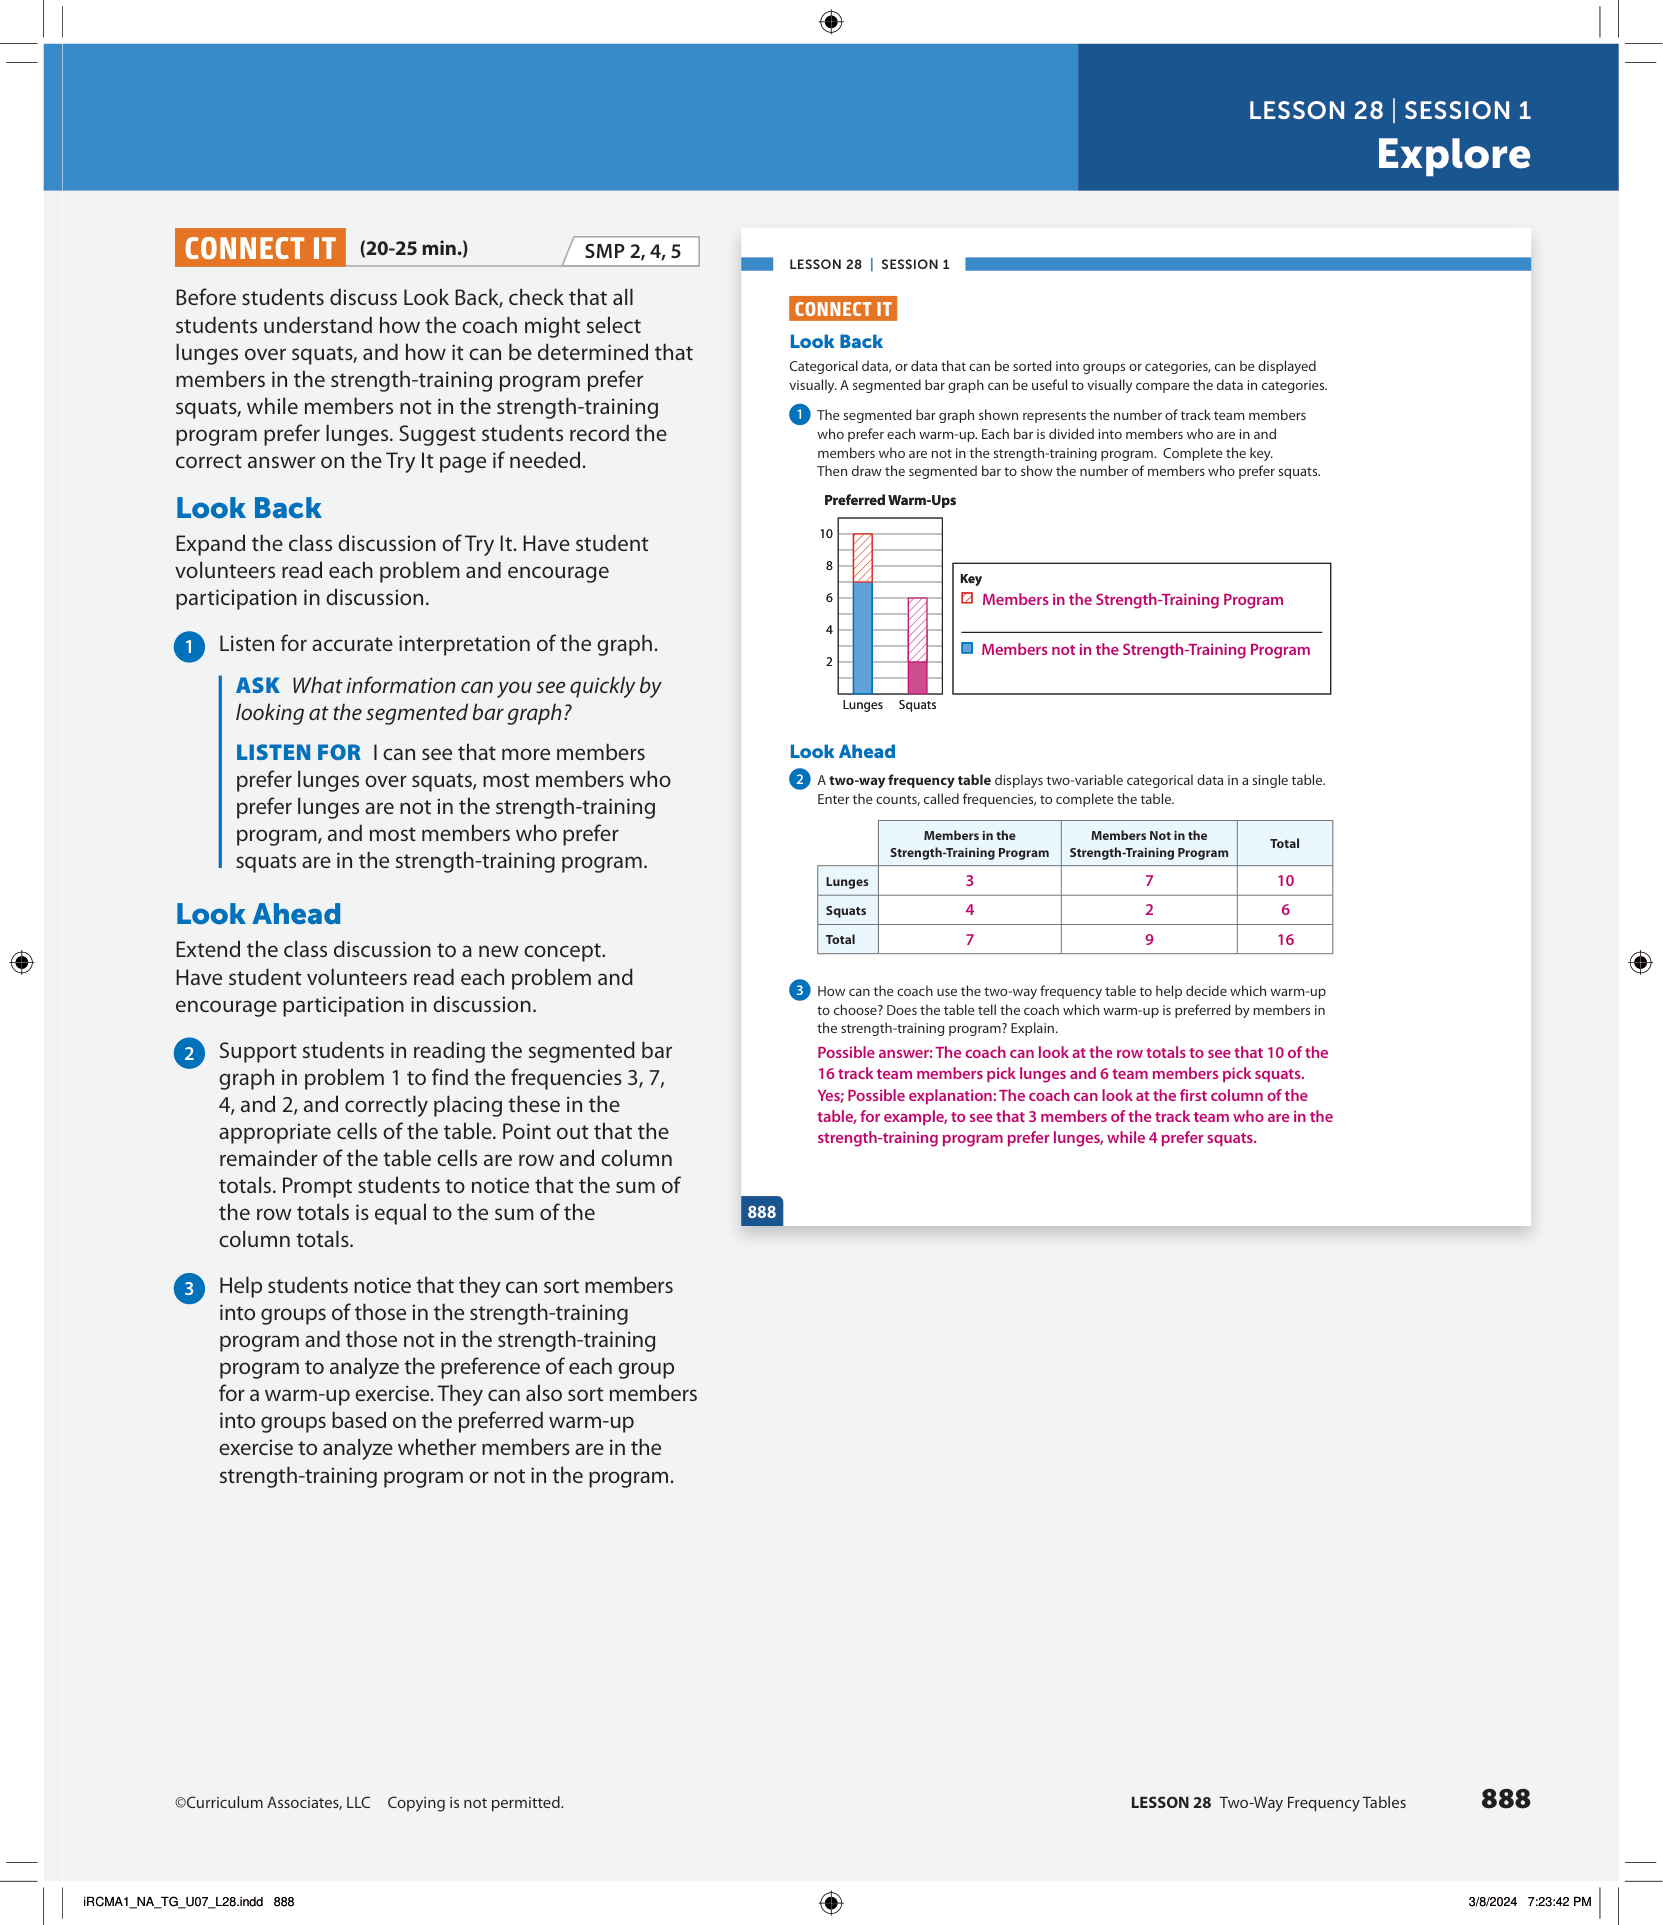 LESSON 28 | SESSION 1
Explore
CONNECT IT (20-25 min.) SMP 2, 4, 5
Before students discuss Look Back, check that all
students understand how the coach might select
lunges over squats, and how it can be determined that
members in the strength-training program prefer
squats, while members not in the strength-training
program prefer lunges. Suggest students record the
correct answer on the Try It page if needed.
Look Back
Expand the class discussion of Try It. Have student
volunteers read each problem and encourage
participation in discussion.
1 Listen for accurate interpretation of the graph.
ASK What information can you see quickly by
looking at the segmented bar graph?
LISTEN FOR I can see that more members
prefer lunges over squats, most members who
prefer lunges are not in the strength-training
program, and most members who prefer
squats are in the strength-training program.
Look Ahead
Extend the class discussion to a new concept.
Have student volunteers read each problem and
encourage participation in discussion.
2 Support students in reading the segmented bar
graph in problem 1 to find the frequencies 3, 7,
4, and 2, and correctly placing these in the
appropriate cells of the table. Point out that the
remainder of the table cells are row and column
totals. Prompt students to notice that the sum of
the row totals is equal to the sum of the
column totals.
3 Help students notice that they can sort members
into groups of those in the strength-training
program and those not in the strength-training
program to analyze the preference of each group
for a warm-up exercise. They can also sort members
into groups based on the preferred warm-up
exercise to analyze whether members are in the
strength-training program or not in the program.
LESSON 28 | SESSION 1
CONNECT IT
Look Back
Categorical data, or data that can be sorted into groups or categories, can be displayed
visually. A segmented bar graph can be useful to visually compare the data in categories.
1 The segmented bar graph shown represents the number of track team members
who prefer each warm-up. Each bar is divided into members who are in and
members who are not in the strength-training program. Complete the key.
Then draw the segmented bar to show the number of members who prefer squats.
Preferred Warm-Ups
10
8
6
4
2
Lunges Squats
Key
Members in the Strength-Training Program
Members not in the Strength-Training Program
Look Ahead
2 A two-way frequency table displays two-variable categorical data in a single table.
Enter the counts, called frequencies, to complete the table.
Members in the Members Not in the
Strength-Training Program Strength-Training Program Total
Lunges 3 7 10
Squats 4 2 6
Total 7 9 16
3 How can the coach use the two-way frequency table to help decide which warm-up
to choose? Does the table tell the coach which warm-up is preferred by members in
the strength-training program? Explain.
Possible answer: The coach can look at the row totals to see that 10 of the
16 track team members pick lunges and 6 team members pick squats.
Yes; Possible explanation: The coach can look at the first column of the
table, for example, to see that 3 members of the track team who are in the
strength-training program prefer lunges, while 4 prefer squats.
888
©Curriculum Associates, LLC Copying is not permitted.
LESSON 28 Two-Way Frequency Tables 888
iRCMA1_NA_TG_U07_L28.indd 888
3/8/2024 7:23:42 PM